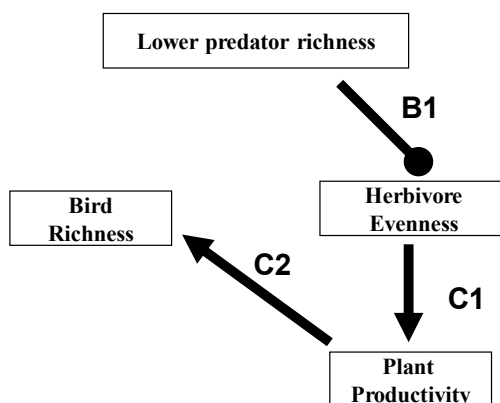 Lower predator richness
B1
Herbivore
Evenness
Bird
Richness
C2
C1
Plant
Productivity